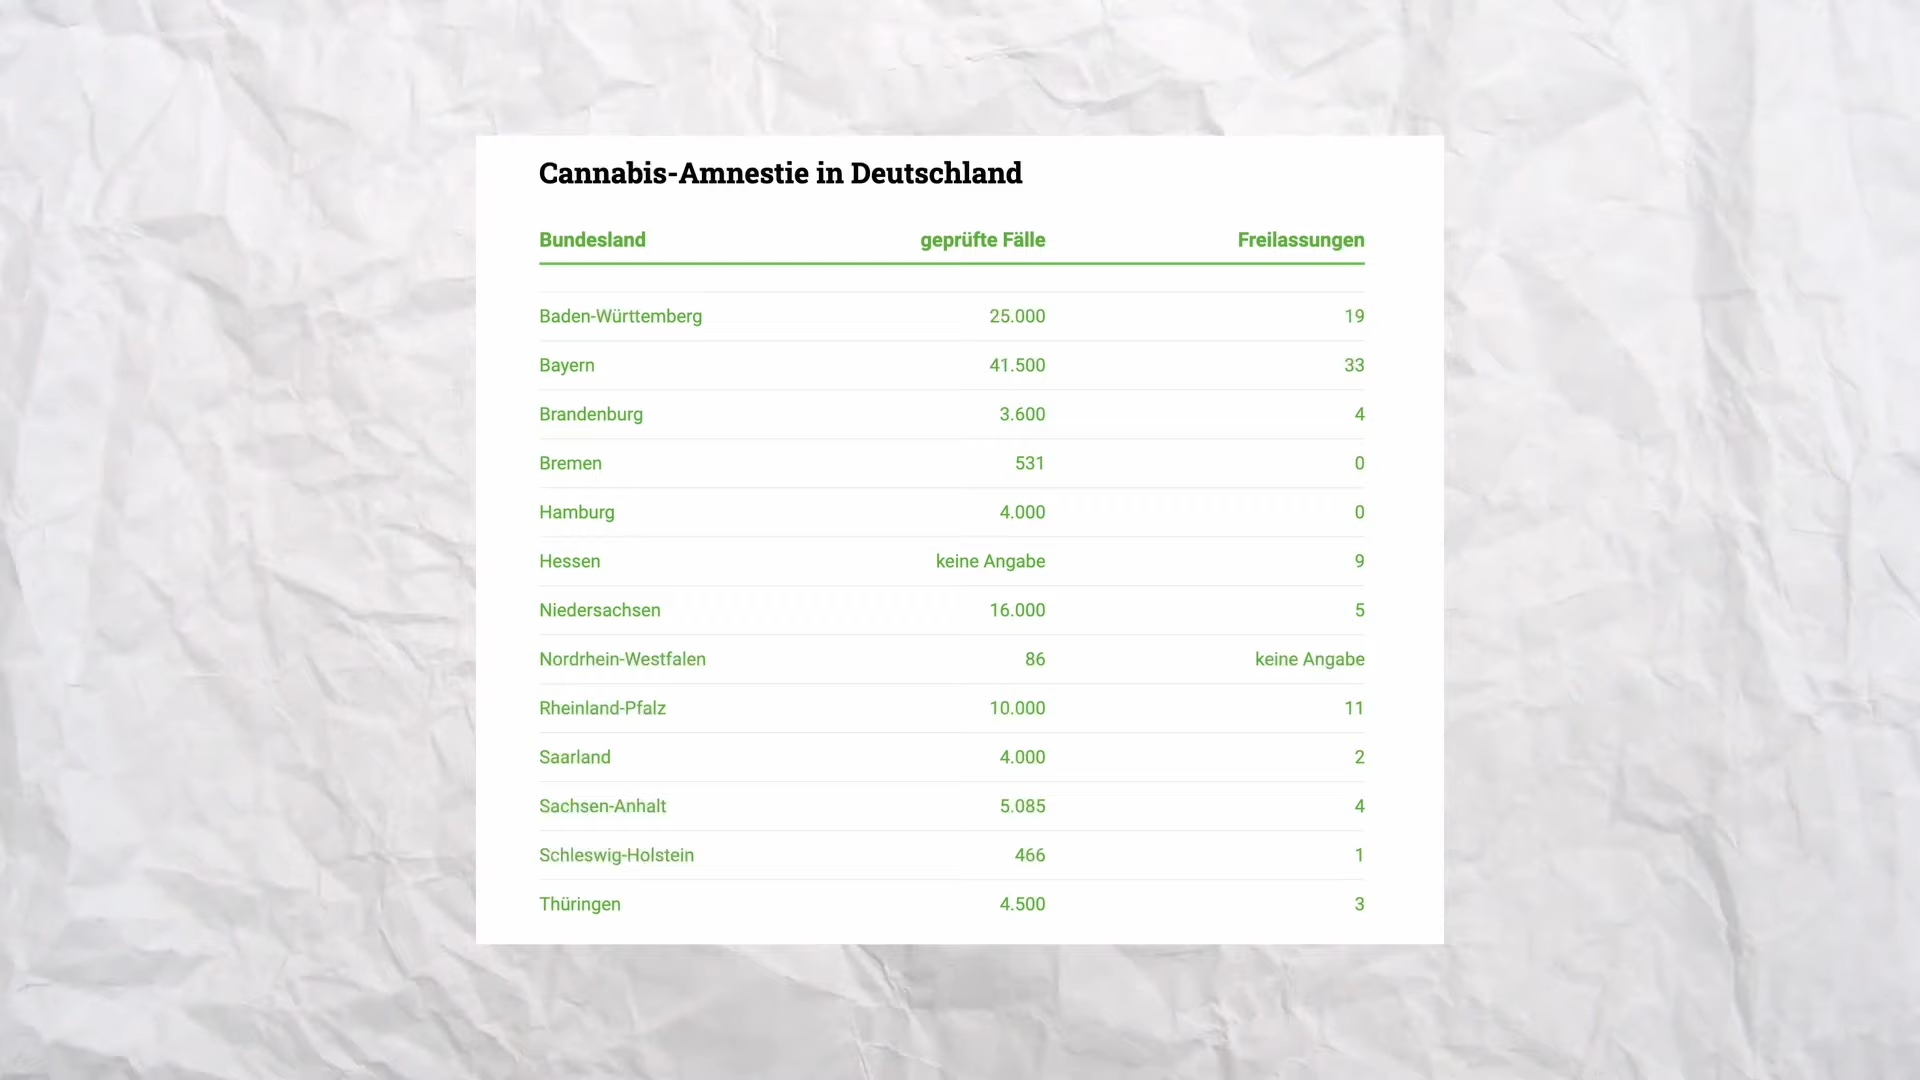 Cannabis-Amnestie in Deutschland
Bundesland geprüfte Fälle Freilassungen
Baden-Württemberg 25.000 19
Bayern 41.500 33
Brandenburg 3.600 4
Bremen 531 0
Hamburg 4.000 0
Hessen keine Angabe 9
Niedersachsen 16.000 5
Nordrhein-Westfalen 86 keine Angabe
Rheinland-Pfalz 10.000 11
Saarland 4.000 2
Sachsen-Anhalt 5.085 4
Schleswig-Holstein 466 1
Thüringen 4.500 3